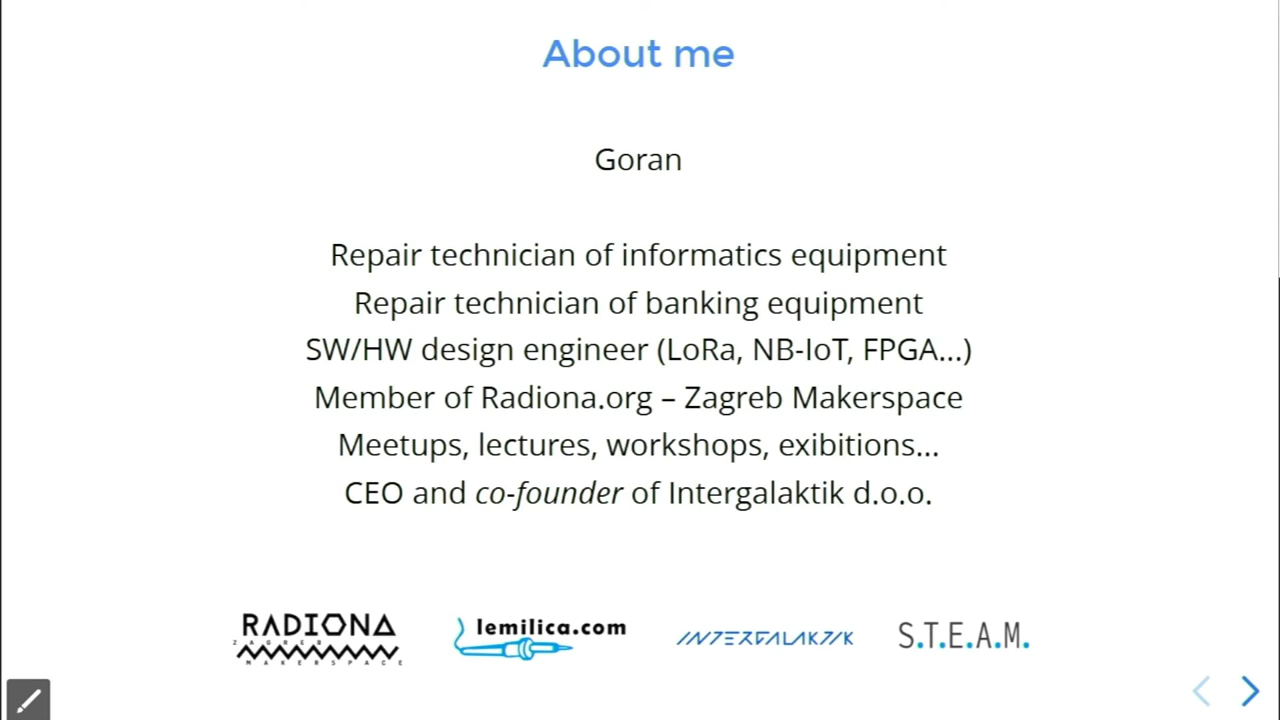 About me
Goran
Repair technician of informatics equipment
Repair technician of banking equipment
SW/HW design engineer (LoRa, NB-IoT, FPGA...)
Member of Radiona.org – Zagreb Makerspace
Meetups, lectures, workshops, exibitions...
CEO and co-founder of Intergalaktik d.o.o.
RADIONA
ZAGREB
MAKERSPACE
lemilica.com
INTERGALAKTIK
S.T.E.A.M.